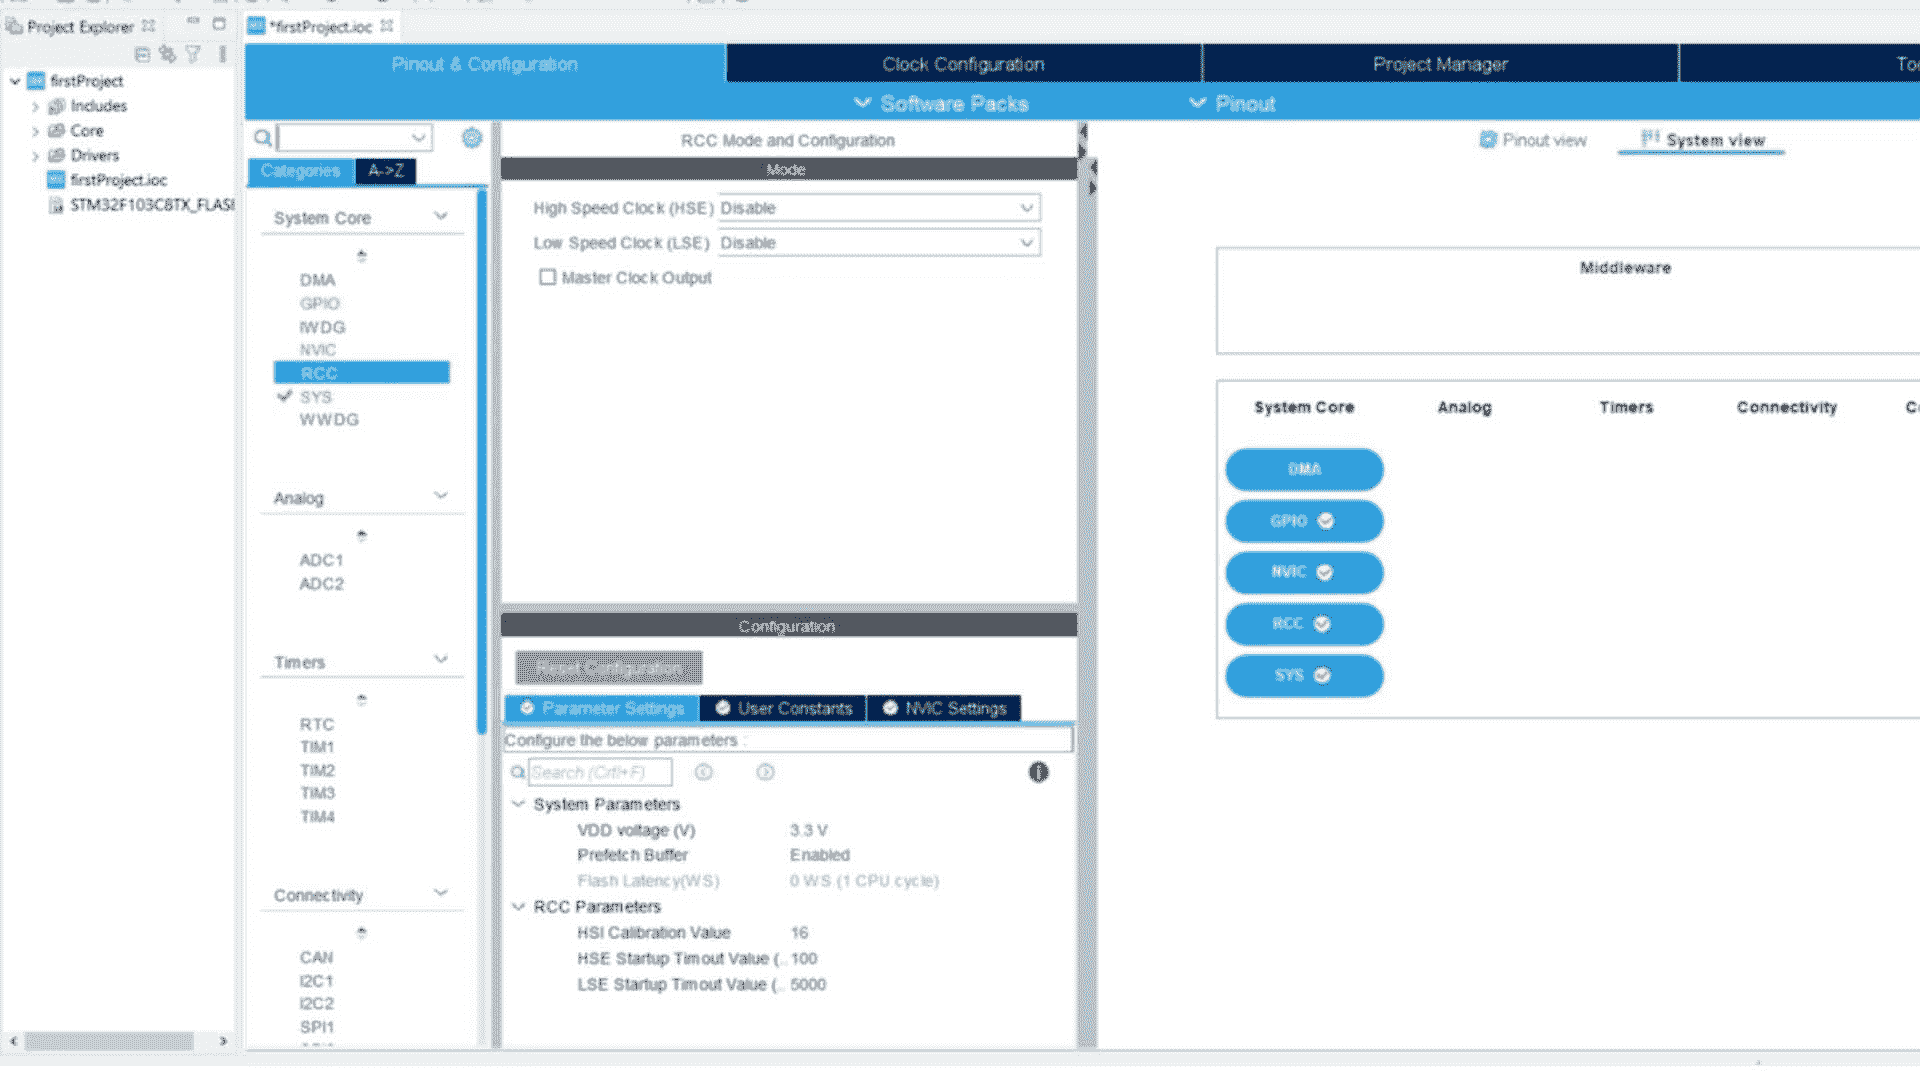 Project Explorer
*firstProject.ioc
firstProject
Includes
Core
Drivers
firstProject.ioc
STM32F103C8TX_FLASH
Pinout & Configuration
Clock Configuration
Project Manager
Too
Software Packs
Pinout
Categories
A->Z
System Core
DMA
GPIO
IWDG
NVIC
RCC
SYS
WWDG
Analog
ADC1
ADC2
Timers
RTC
TIM1
TIM2
TIM3
TIM4
Connectivity
CAN
I2C1
I2C2
SPI1
RCC Mode and Configuration
Mode
High Speed Clock (HSE) Disable
Low Speed Clock (LSE) Disable
Master Clock Output
Configuration
Reset Configuration
Parameter Settings
User Constants
NVIC Settings
Configure the below parameters :
Search (Crtl+F)
System Parameters
VDD voltage (V) 3.3 V
Prefetch Buffer Enabled
Flash Latency(WS) 0 WS (1 CPU cycle)
RCC Parameters
HSI Calibration Value 16
HSE Startup Timout Value (.. 100
LSE Startup Timout Value (.. 5000
Pinout view
System view
Middleware
System Core
Analog
Timers
Connectivity
DMA
GPIO
NVIC
RCC
SYS